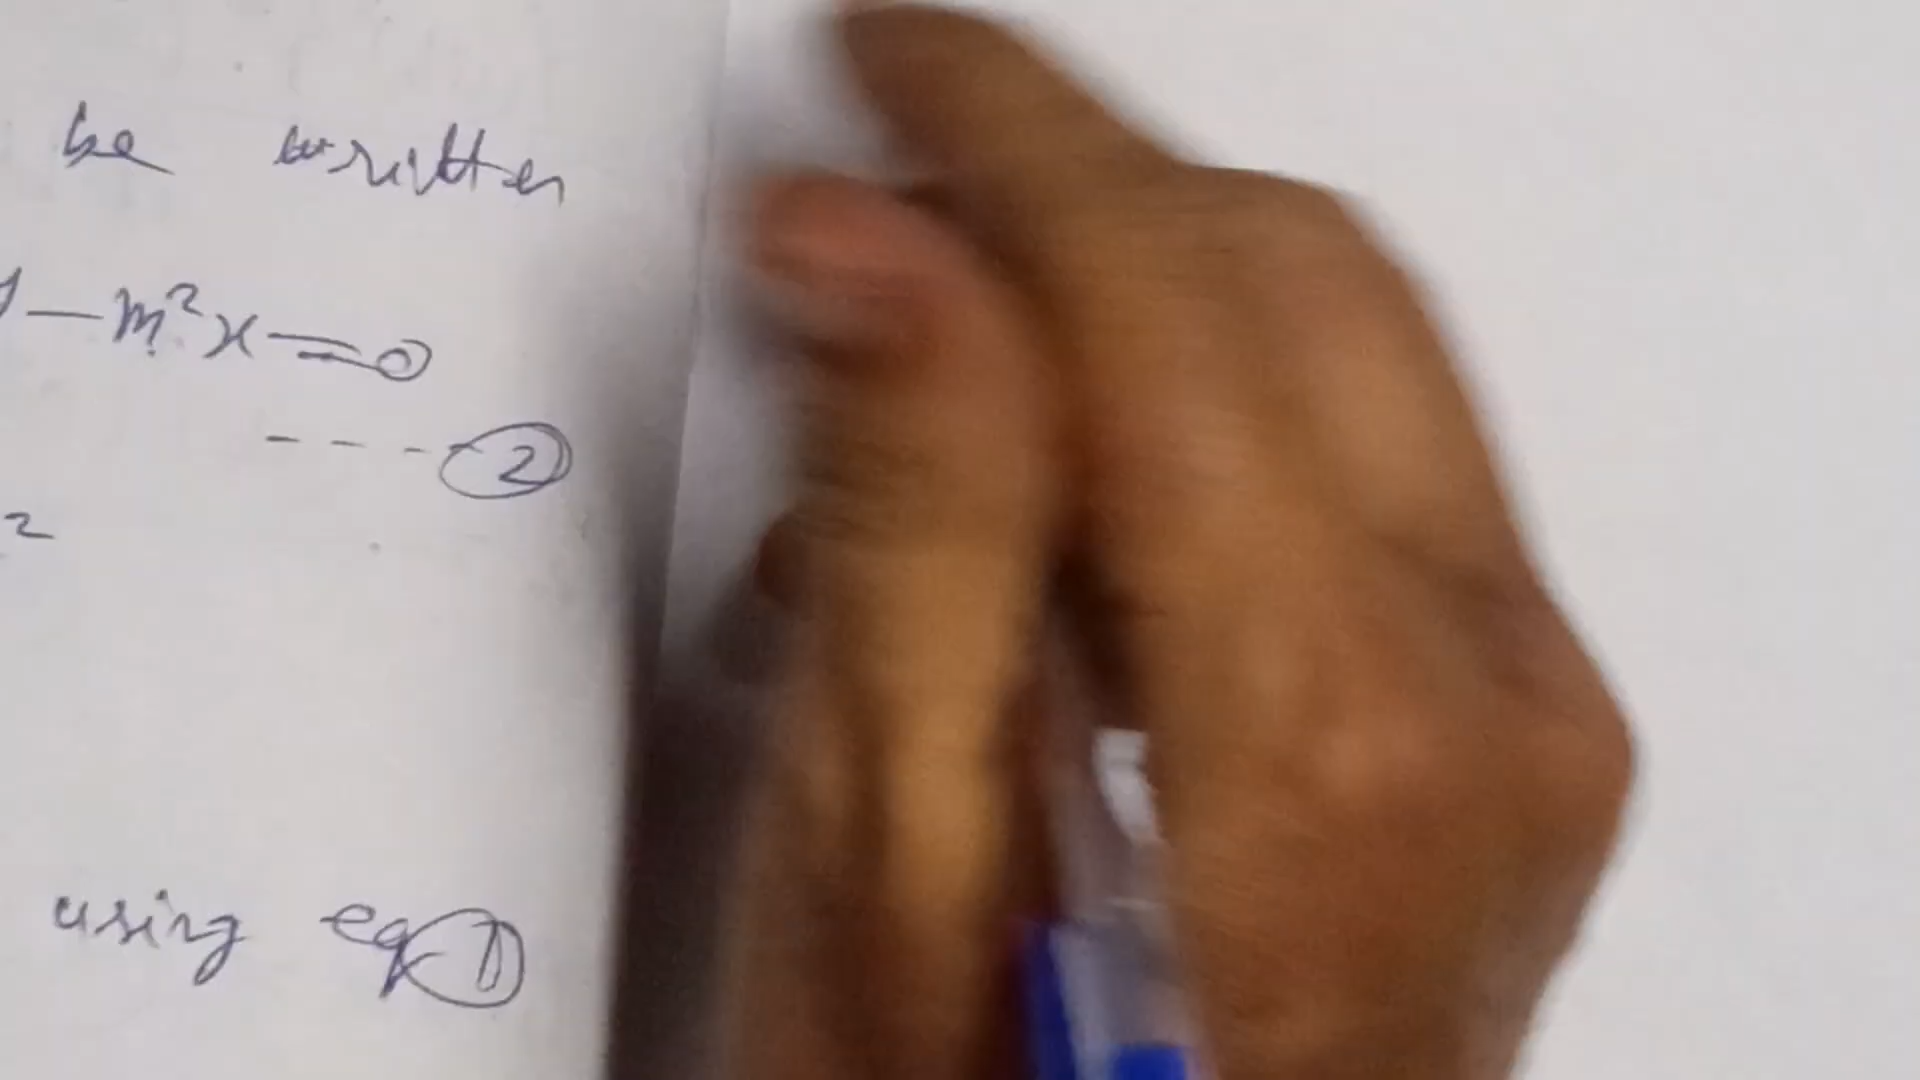 be written
— m²x = 0
- - - - ②
2
using eq ①